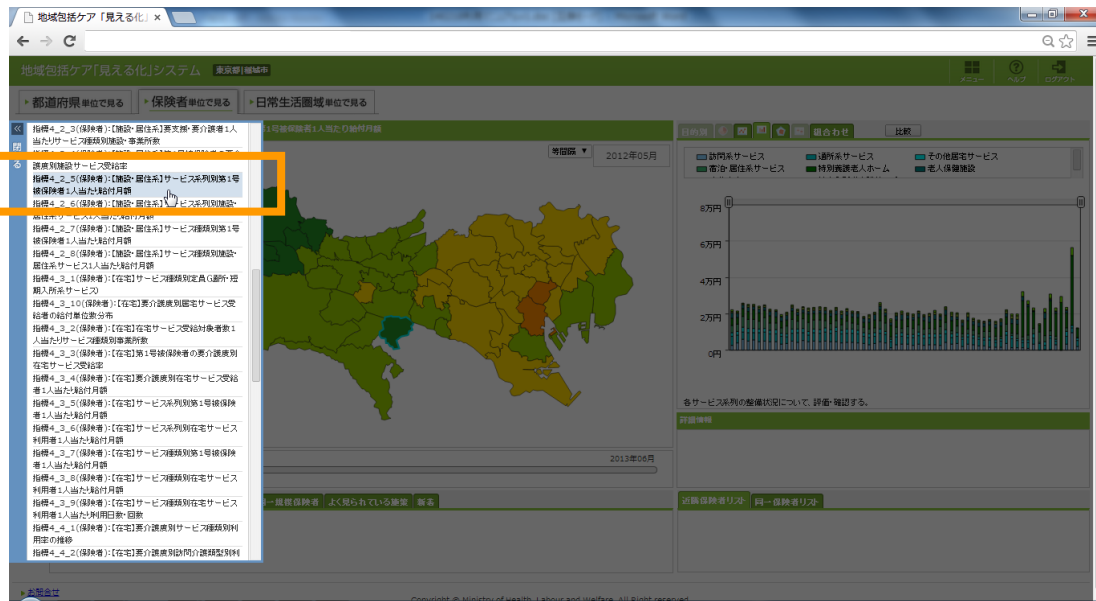 地域包括ケア「見える化」
地域包括ケア「見える化」システム 東京都|稲城市
メニュー ヘルプ ログアウト
都道府県単位で見る 保険者単位で見る 日常生活圏域単位で見る
閉
る
指標4_2_3(保険者):【施設・居住系】要支援・要介護者1人
当たりサービス種類別施設・事業所数
護度別施設サービス受給率
指標4_2_5(保険者):【施設・居住系】サービス系列別第1号
被保険者1人当たり給付月額
指標4_2_6(保険者):【施設・居住系】サービス系列別施設・
居住系サービス1人当たり給付月額
指標4_2_7(保険者):【施設・居住系】サービス種類別第1号
被保険者1人当たり給付月額
指標4_2_8(保険者):【施設・居住系】サービス種類別施設・
居住系サービス1人当たり給付月額
指標4_3_1(保険者):【在宅】サービス種類別定員(通所・短
期入所系サービス)
指標4_3_10(保険者):【在宅】要介護度別居宅サービス受
給者の給付単位数分布
指標4_3_2(保険者):【在宅】在宅サービス受給対象者数1
人当たりサービス種類別事業所数
指標4_3_3(保険者):【在宅】第1号被保険者の要介護度別
在宅サービス受給率
指標4_3_4(保険者):【在宅】要介護度別在宅サービス受給
者1人当たり給付月額
指標4_3_5(保険者):【在宅】サービス系列別第1号被保険
者1人当たり給付月額
指標4_3_6(保険者):【在宅】サービス系列別在宅サービス
利用者1人当たり給付月額
指標4_3_7(保険者):【在宅】サービス種類別第1号被保険
者1人当たり給付月額
指標4_3_8(保険者):【在宅】サービス種類別在宅サービス
利用者1人当たり給付月額
指標4_3_9(保険者):【在宅】サービス種類別在宅サービス
利用者1人当たり利用日数・回数
指標4_4_1(保険者):【在宅】要介護度別サービス種類別利
用率の推移
指標4_4_2(保険者):【在宅】要介護度別訪問介護類型別利
1号被保険者1人当たり給付月額
等間隔 ▼ 2012年05月
2013年06月
同一規模保険者 よく見られている施策 新着
目的別 組合わせ 比較
訪問系サービス 通所系サービス その他居宅サービス
宿泊・居住系サービス 特別養護老人ホーム 老人保健施設
8万円
6万円
4万円
2万円
0円
各サービス系列の整備状況について、評価・確認する。
詳細情報
近隣保険者リスト 同一保険者リスト
お問合せ
Copyright © Ministry of Health, Labour and Welfare, All Right reserved.